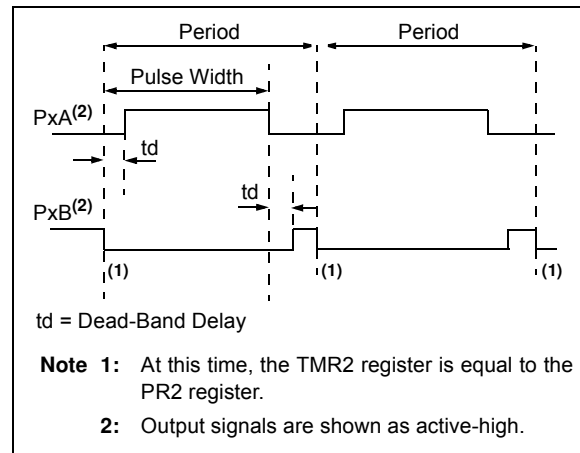 Period Period
Pulse Width
PxA(2)
td
td
PxB(2)
(1) (1) (1)
td = Dead-Band Delay
Note 1: At this time, the TMR2 register is equal to the
PR2 register.
2: Output signals are shown as active-high.